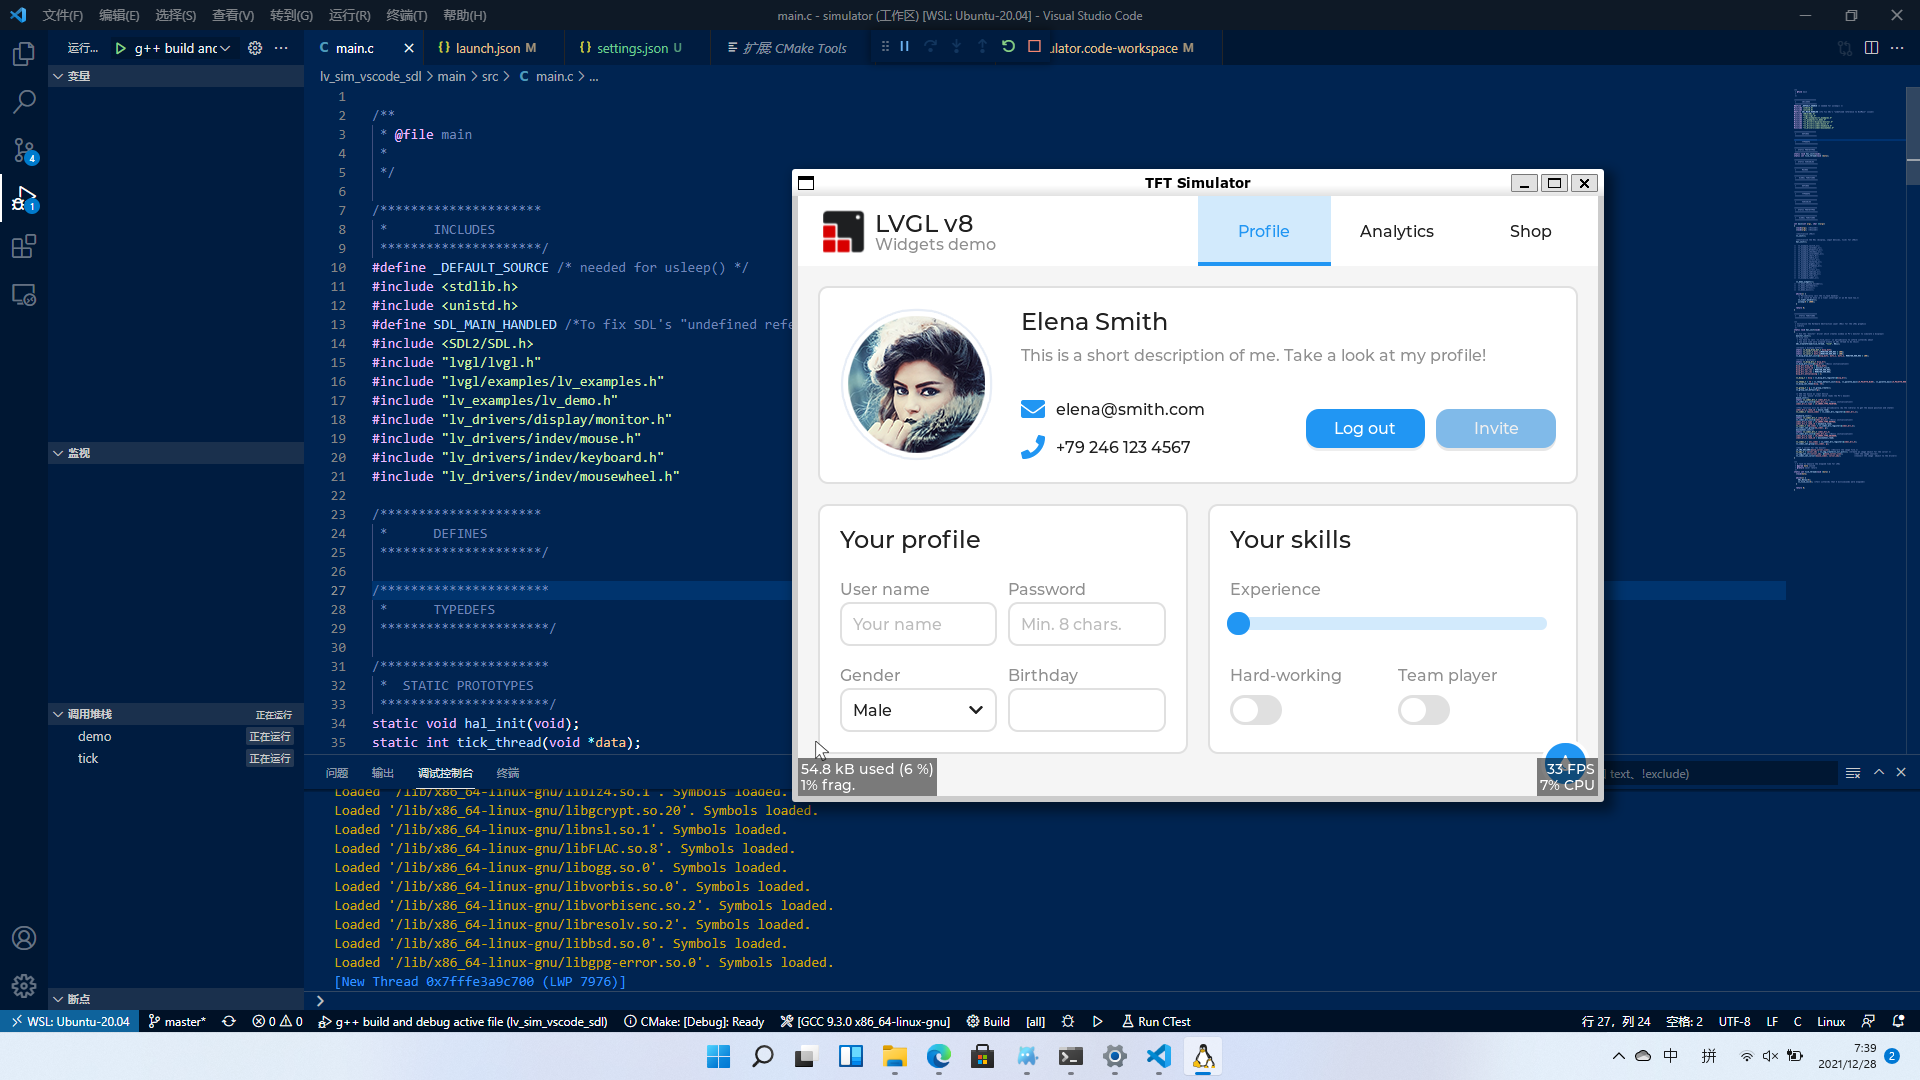 文件(F) 编辑(E) 选择(S) 查看(V) 转到(G) 运行(R) 终端(T) 帮助(H)
main.c - simulator (工作区) [WSL: Ubuntu-20.04] - Visual Studio Code
运行...
g++ build and
main.c
launch.json M
settings.json U
扩展: CMake Tools
ulator.code-workspace M
变量
监视
调用堆栈 正在运行
demo 正在运行
tick 正在运行
断点
4
1
lv_sim_vscode_sdl > main > src > C main.c > ...
1
2 /**
3 * @file main
4 *
5 */
6
7 /*********************
8 * INCLUDES
9 *********************/
10 #define _DEFAULT_SOURCE /* needed for usleep() */
11 #include <stdlib.h>
12 #include <unistd.h>
13 #define SDL_MAIN_HANDLED /*To fix SDL's "undefined refe
14 #include <SDL2/SDL.h>
15 #include "lvgl/lvgl.h"
16 #include "lvgl/examples/lv_examples.h"
17 #include "lv_examples/lv_demo.h"
18 #include "lv_drivers/display/monitor.h"
19 #include "lv_drivers/indev/mouse.h"
20 #include "lv_drivers/indev/keyboard.h"
21 #include "lv_drivers/indev/mousewheel.h"
22
23 /*********************
24 * DEFINES
25 *********************/
26
27 /**********************
28 * TYPEDEFS
29 **********************/
30
31 /**********************
32 * STATIC PROTOTYPES
33 **********************/
34 static void hal_init(void);
35 static int tick_thread(void *data);
TFT Simulator
LVGL v8
Widgets demo
Profile
Analytics
Shop
Elena Smith
This is a short description of me. Take a look at my profile!
elena@smith.com
+79 246 123 4567
Log out
Invite
Your profile
User name
Password
Your name
Min. 8 chars.
Gender
Birthday
Male
Your skills
Experience
Hard-working
Team player
54.8 kB used (6 %)
1% frag.
33 FPS
7% CPU
问题 输出 调试控制台 终端
text、!exclude)
Loaded '/lib/x86_64-linux-gnu/liblz4.so.1'. Symbols loaded.
Loaded '/lib/x86_64-linux-gnu/libgcrypt.so.20'. Symbols loaded.
Loaded '/lib/x86_64-linux-gnu/libnsl.so.1'. Symbols loaded.
Loaded '/lib/x86_64-linux-gnu/libFLAC.so.8'. Symbols loaded.
Loaded '/lib/x86_64-linux-gnu/libogg.so.0'. Symbols loaded.
Loaded '/lib/x86_64-linux-gnu/libvorbis.so.0'. Symbols loaded.
Loaded '/lib/x86_64-linux-gnu/libvorbisenc.so.2'. Symbols loaded.
Loaded '/lib/x86_64-linux-gnu/libresolv.so.2'. Symbols loaded.
Loaded '/lib/x86_64-linux-gnu/libbsd.so.0'. Symbols loaded.
Loaded '/lib/x86_64-linux-gnu/libgpg-error.so.0'. Symbols loaded.
[New Thread 0x7fffe3a9c700 (LWP 7976)]
WSL: Ubuntu-20.04 master* 0 0 g++ build and debug active file (lv_sim_vscode_sdl) CMake: [Debug]: Ready [GCC 9.3.0 x86_64-linux-gnu] Build [all] Run CTest
行 27，列 24 空格: 2 UTF-8 LF C Linux
中 拼
7:39
2021/12/28
2